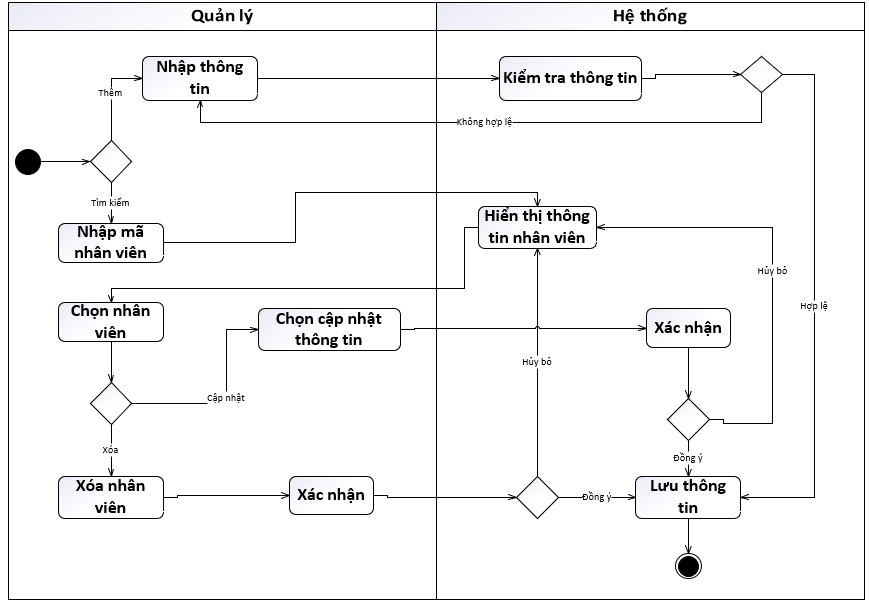 Quản lý
Hệ thống
Nhập thông
tin
Kiểm tra thông tin
Thêm
Không hợp lệ
Tìm kiếm
Nhập mã
nhân viên
Hiển thị thông
tin nhân viên
Hủy bỏ
Hợp lệ
Chọn nhân
viên
Chọn cập nhật
thông tin
Xác nhận
Hủy bỏ
Cập nhật
Xóa
Đồng ý
Xóa nhân
viên
Xác nhận
Đồng ý
Lưu thông
tin